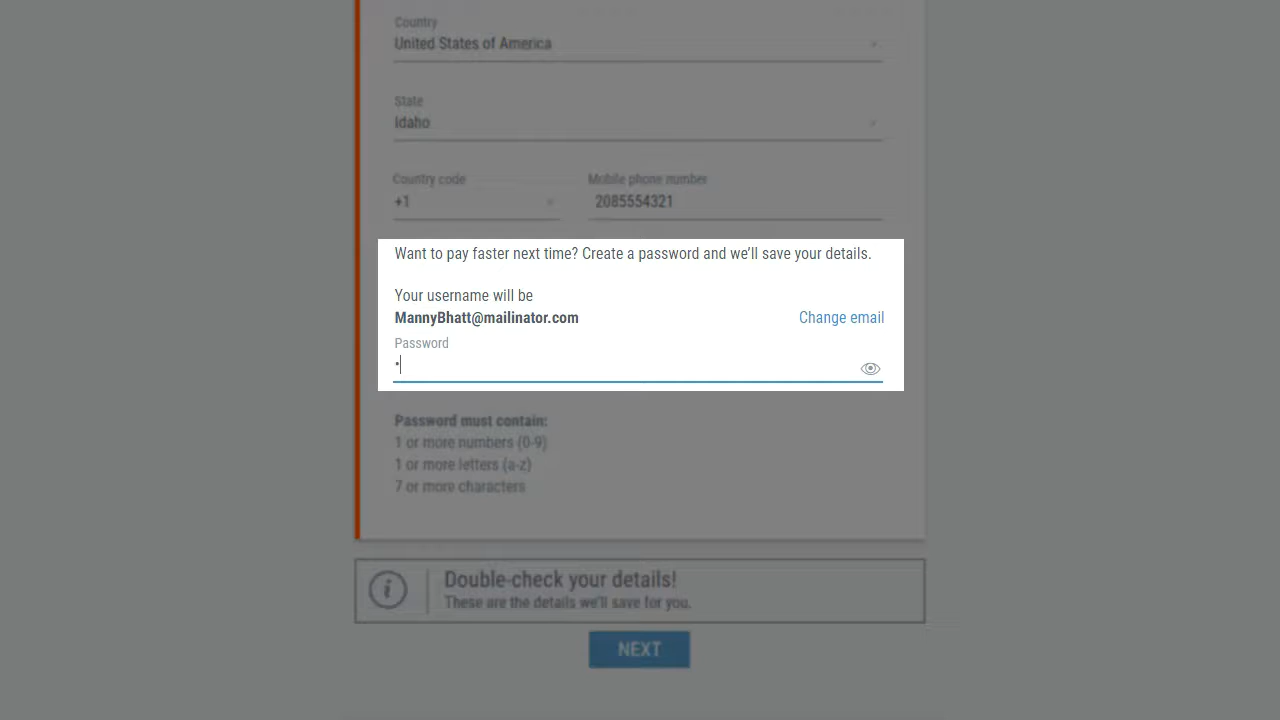 Country
United States of America
State
Idaho
Country code
Mobile phone number
+1
2085554321
Want to pay faster next time? Create a password and we'll save your details.
Your username will be
MannyBhatt@mailinator.com
Change email
Password
•
Password must contain:
1 or more numbers (0-9)
1 or more letters (a-z)
7 or more characters
i
Double-check your details!
These are the details we'll save for you.
NEXT